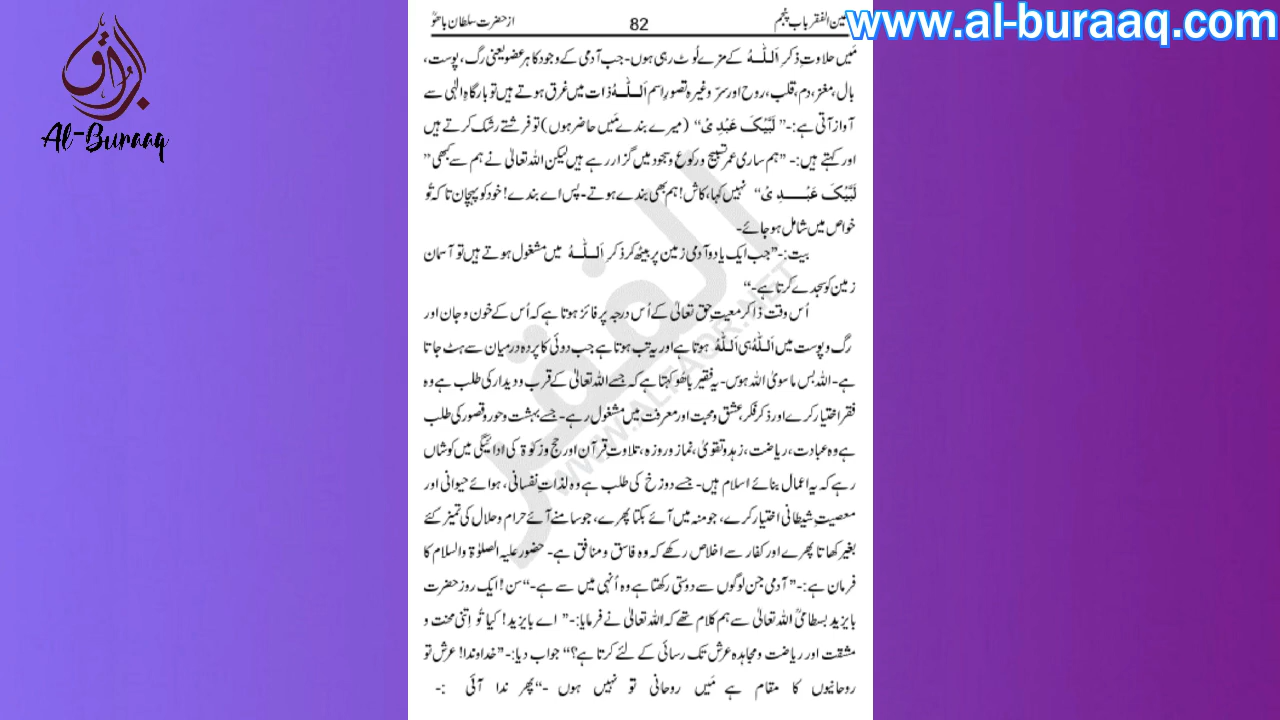 www.al-buraaq.com
Al-Buraaq
عین الفقر باب پنجم 82 از حضرت سلطان باھوؒ
مَیں حلاوتِ ذکرِ اَللّٰہُ کے مزے لُوٹ رہی ہوں۔ جب آدمی کے وجود کا ہر عضو یعنی رگ، پوست،
بال، مغز، دم، قلب، روح اور سرّ وغیرہ تصورِ اسم اَللّٰہُ ذات میں غرق ہوتے ہیں تو بارگاہِ الٰہی سے
آواز آتی ہے:۔" لَبَّیْکَ عَبْدِیْ" (میرے بندے مَیں حاضر ہوں) تو فرشتے رشک کرتے ہیں
اور کہتے ہیں:۔ "ہم ساری عمر تسبیح و رکوع و سجود میں گزار رہے ہیں لیکن اللہ تعالیٰ نے ہم سے کبھی "
لَبَّیْکَ عَبْدِیْ" نہیں کہا، کاش! ہم بھی بندے ہوتے۔ پس اے بندے! خود کو پہچان تاکہ تُو
خواص میں شامل ہو جائے۔
بیت:۔"جب ایک یا دو آدمی زمین پر بیٹھ کر ذکرِ اَللّٰہُ میں مشغول ہوتے ہیں تو آسمان
زمین کو سجدے کرتا ہے۔"
اُس وقت ذاکر معیتِ حق تعالیٰ کے اُس درجہ پر فائز ہوتا ہے کہ اُس کے خون و جان اور
رگ و پوست میں اَللّٰہُ ہی اَللّٰہُ ہوتا ہے اور یہ تب ہوتا ہے جب دوئی کا پردہ درمیان سے ہٹ جاتا
ہے۔ اللہ بس ماسویٰ اللہ ہوس۔ یہ فقیر باھُو کہتا ہے کہ جسے اللہ تعالیٰ کے قرب و دیدار کی طلب ہے وہ
فقر اختیار کرے اور ذکر فکر، عشق و محبت اور معرفت میں مشغول رہے۔ جسے بہشت و حور و قصور کی طلب
ہے وہ عبادت، ریاضت، زہد و تقویٰ، نماز و روزہ، تلاوتِ قرآن اور حج و زکوٰۃ کی ادائیگی میں کوشاں
رہے کہ یہ اعمال بنائے اسلام ہیں۔ جسے دوزخ کی طلب ہے وہ لذاتِ نفسانی، ہوائے حیوانی اور
معصیتِ شیطانی اختیار کرے، جو منہ میں آئے بکتا پھرے، جو سامنے آئے حرام و حلال کی تمیز کئے
بغیر کھاتا پھرے اور کفار سے اخلاص رکھے کہ وہ فاسق و منافق ہے۔ حضور علیہ الصلوٰۃ والسلام کا
فرمان ہے:۔"آدمی جن لوگوں سے دوستی رکھتا ہے وہ اُنہی میں سے ہے۔" سن! ایک روز حضرت
بایزید بسطامیؒ اللہ تعالیٰ سے ہم کلام تھے کہ اللہ تعالیٰ نے فرمایا:۔" اے بایزید! کیا تُو اِتنی محنت و
مشقت اور ریاضت و مجاہدہ عرش تک رسائی کے لئے کرتا ہے؟" جواب دیا:۔"خداوندا! عرش تو
روحانیوں کا مقام ہے مَیں روحانی تو نہیں ہوں ۔" پھر ندا آئی :۔